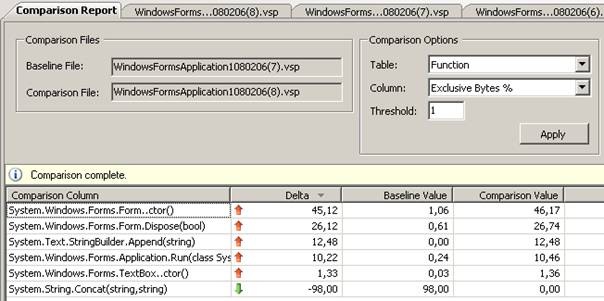 Comparison Report WindowsForms...080206(8).vsp WindowsForms...080206(7).vsp WindowsForms...080206(6).
Comparison Files
Baseline File: WindowsFormsApplication1080206(7).vsp
Comparison File: WindowsFormsApplication1080206(8).vsp
Comparison Options
Table: Function
Column: Exclusive Bytes %
Threshold: 1
Apply
Comparison complete.
Comparison Column Delta Baseline Value Comparison Value
System.Windows.Forms.Form..ctor() 45,12 1,06 46,17
System.Windows.Forms.Form.Dispose(bool) 26,12 0,61 26,74
System.Text.StringBuilder.Append(string) 12,48 0,00 12,48
System.Windows.Forms.Application.Run(class Sys 10,22 0,24 10,46
System.Windows.Forms.TextBox..ctor() 1,33 0,03 1,36
System.String.Concat(string,string) -98,00 98,00 0,00